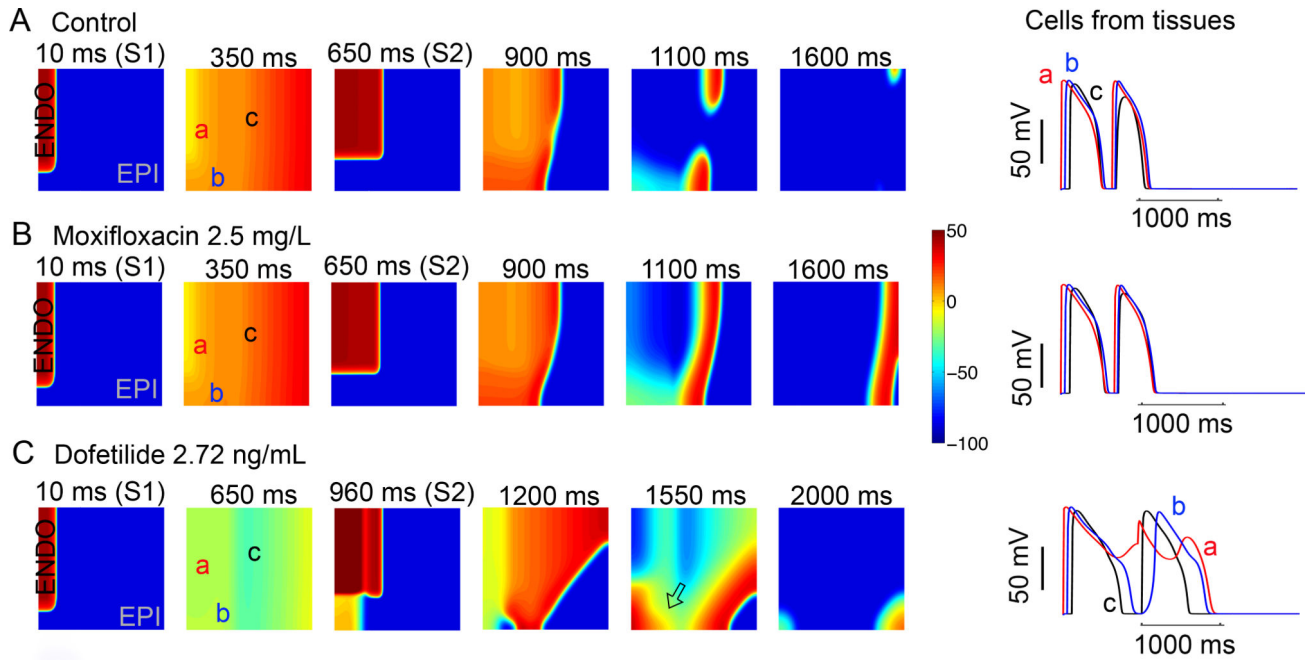 A Control
Cells from tissues
10 ms (S1) 350 ms 650 ms (S2) 900 ms 1100 ms 1600 ms
ENDO
EPI
a
b
c
a
b
c
50 mV
1000 ms
B Moxifloxacin 2.5 mg/L
10 ms (S1) 350 ms 650 ms (S2) 900 ms 1100 ms 1600 ms
ENDO
EPI
a
b
c
50
0
−50
−100
50 mV
1000 ms
C Dofetilide 2.72 ng/mL
10 ms (S1) 650 ms 960 ms (S2) 1200 ms 1550 ms 2000 ms
ENDO
EPI
a
b
c
b
a
c
50 mV
1000 ms